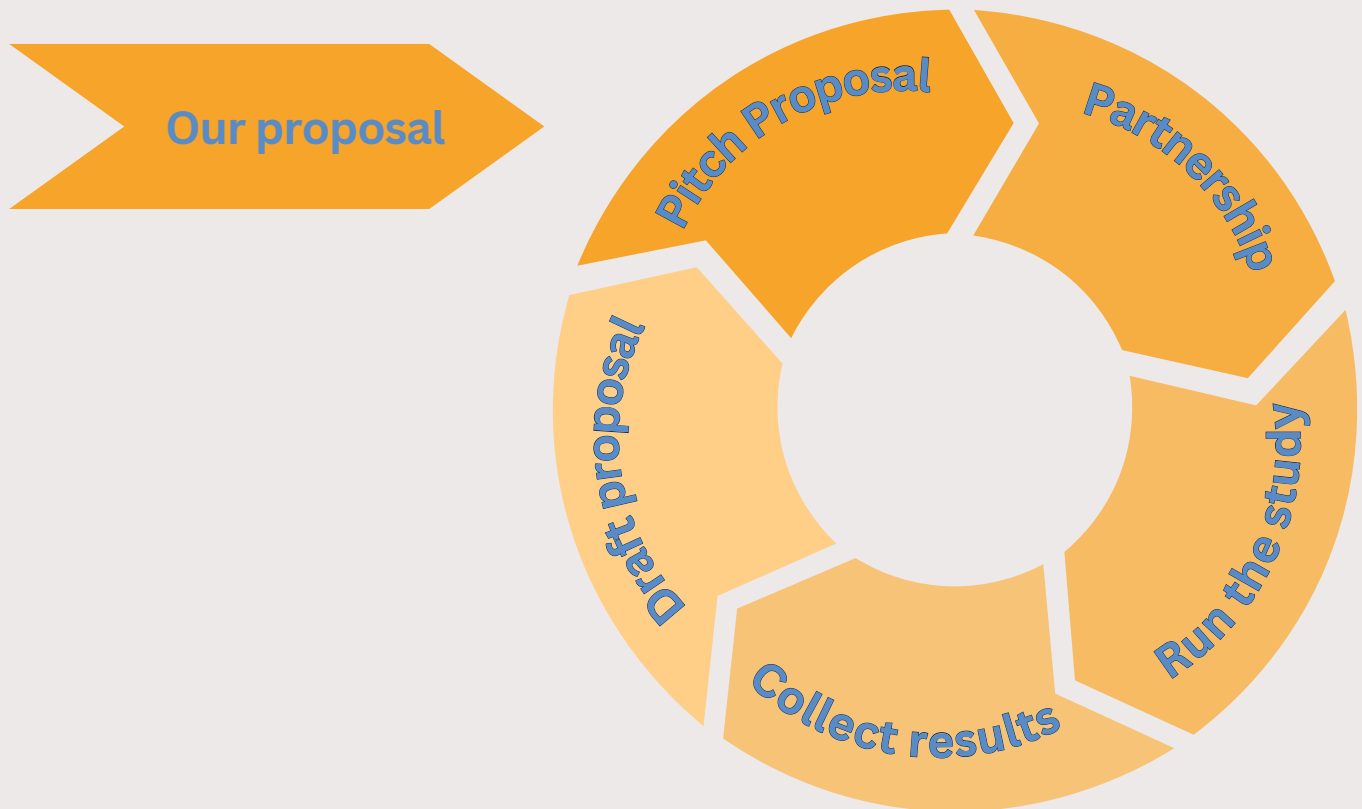 Our proposal
Pitch Proposal
Partnership
Run the study
Collect results
Draft proposal